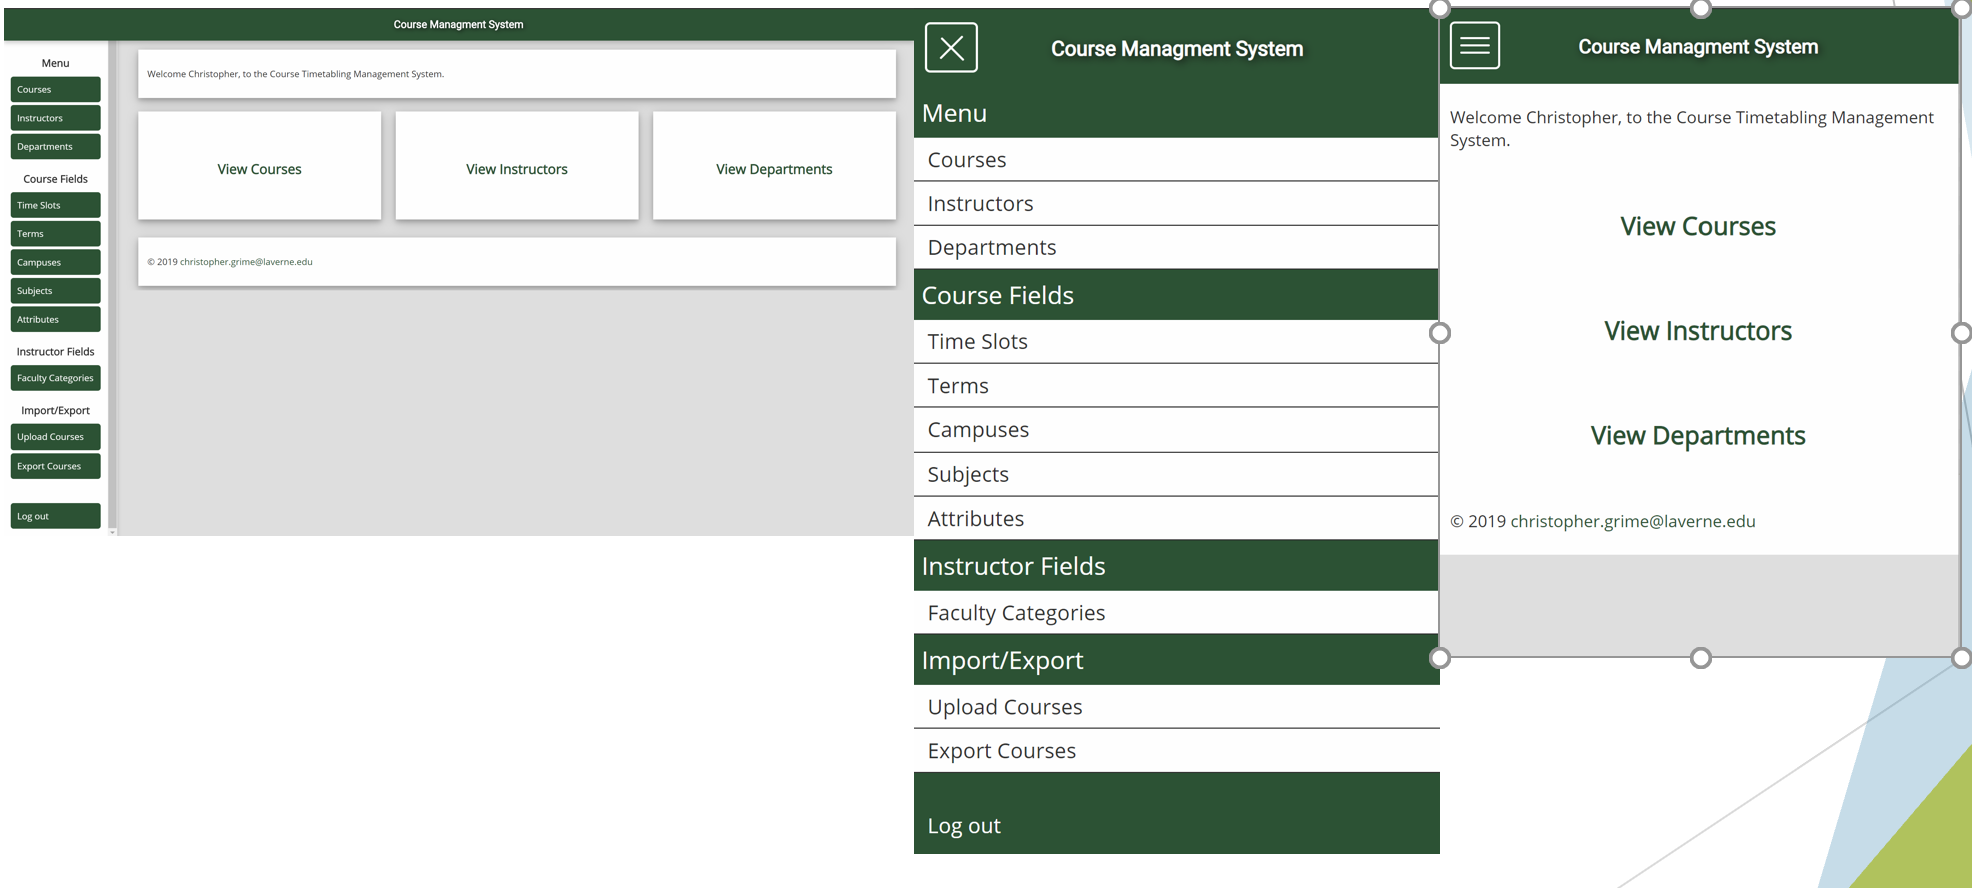 Course Managment System
Menu
Courses
Instructors
Departments
Course Fields
Time Slots
Terms
Campuses
Subjects
Attributes
Instructor Fields
Faculty Categories
Import/Export
Upload Courses
Export Courses
Log out
Welcome Christopher, to the Course Timetabling Management System.
View Courses
View Instructors
View Departments
© 2019 christopher.grime@laverne.edu
Course Managment System
Menu
Courses
Instructors
Departments
Course Fields
Time Slots
Terms
Campuses
Subjects
Attributes
Instructor Fields
Faculty Categories
Import/Export
Upload Courses
Export Courses
Log out
Course Managment System
Welcome Christopher, to the Course Timetabling Management
System.
View Courses
View Instructors
View Departments
© 2019 christopher.grime@laverne.edu